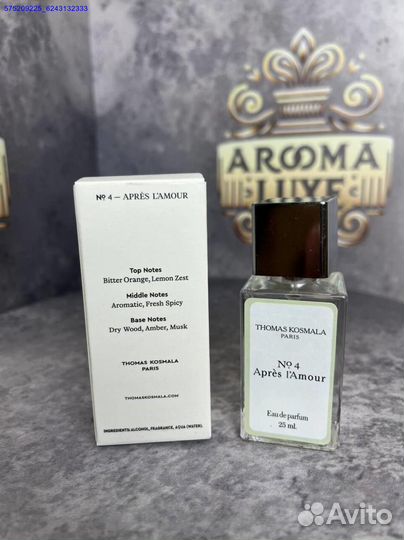 575209225_6243132333
AROOMA
LUXE
Nº 4 — APRÈS L'AMOUR
Top Notes
Bitter Orange, Lemon Zest
Middle Notes
Aromatic, Fresh Spicy
Base Notes
Dry Wood, Amber, Musk
THOMAS KOSMALA
PARIS
THOMASKOSMALA.COM
INGREDIENTS: ALCOHOL, FRAGRANCE, AQUA (WATER).
THOMAS KOSMALA
PARIS
Nº 4
Après l'Amour
Eau de parfum
25 ml.
Avito